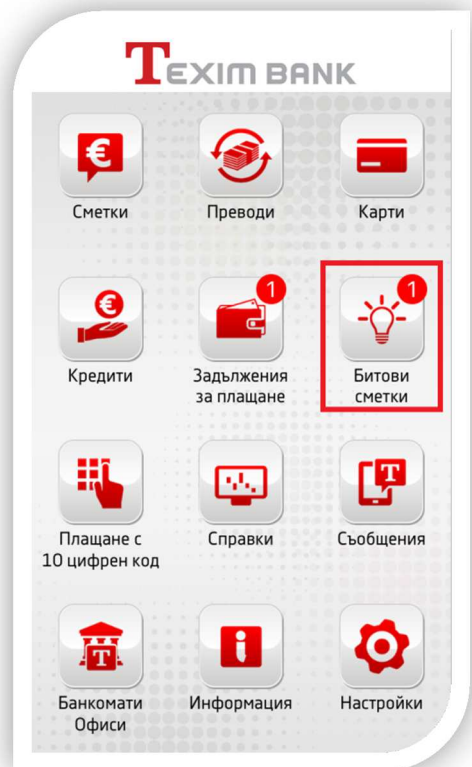 TEXIM BANK
€
Сметки
Преводи
Карти
€
1
1
Кредити
Задължения
за плащане
Битови
сметки
T
Плащане с
10 цифрен код
Справки
Съобщения
T
i
Банкомати
Офиси
Информация
Настройки